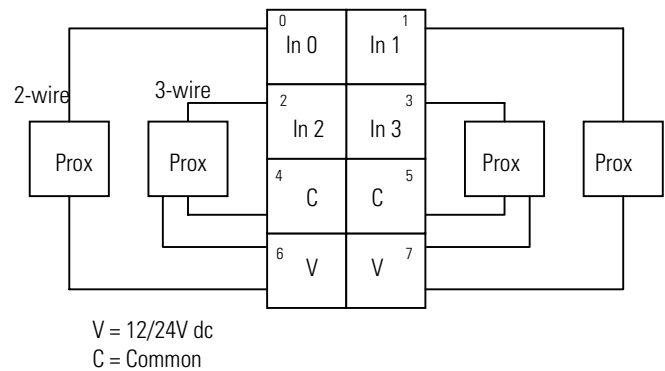 0 1
In 0 In 1
2-wire 3-wire
2 3
In 2 In 3
Prox Prox Prox Prox
4 5
C C
6 7
V V
V = 12/24V dc
C = Common